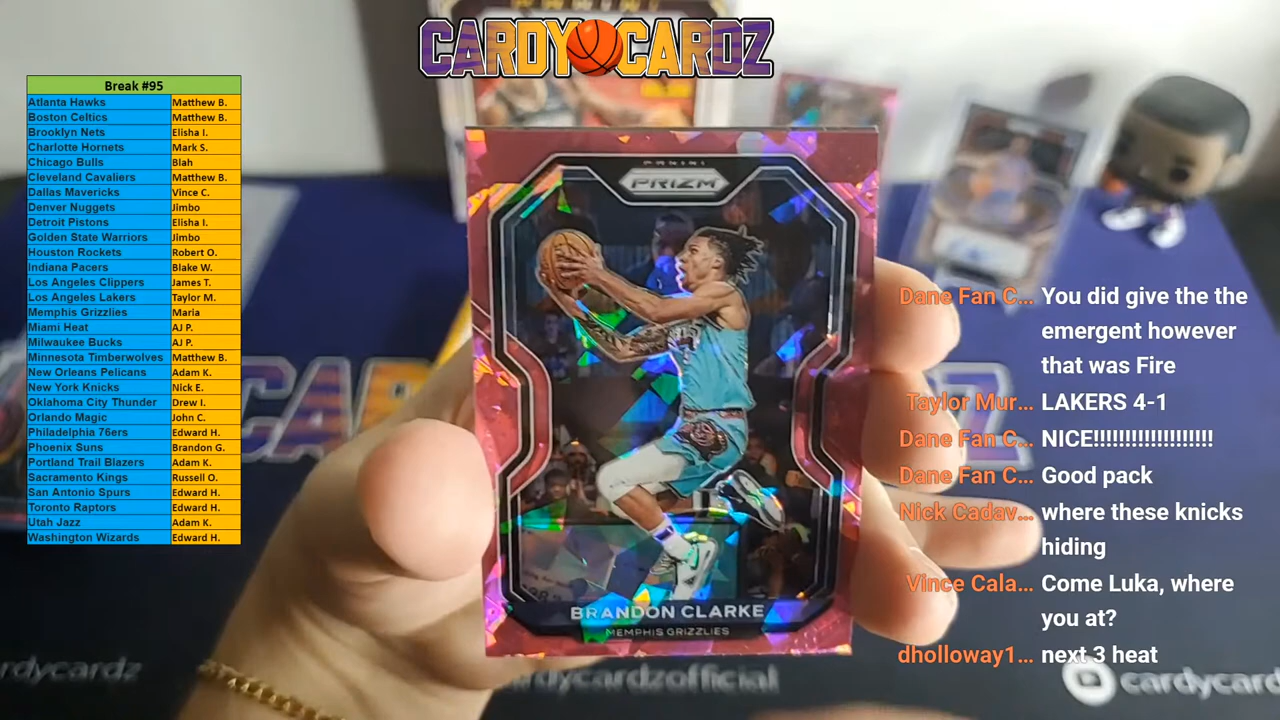 CARDY CARDZ
Break #95
Atlanta Hawks Matthew B.
Boston Celtics Matthew B.
Brooklyn Nets Elisha I.
Charlotte Hornets Mark S.
Chicago Bulls Blah
Cleveland Cavaliers Matthew B.
Dallas Mavericks Vince C.
Denver Nuggets Jimbo
Detroit Pistons Elisha I.
Golden State Warriors Jimbo
Houston Rockets Robert O.
Indiana Pacers Blake W.
Los Angeles Clippers James T.
Los Angeles Lakers Taylor M.
Memphis Grizzlies Maria
Miami Heat AJ P.
Milwaukee Bucks AJ P.
Minnesota Timberwolves Matthew B.
New Orleans Pelicans Adam K.
New York Knicks Nick E.
Oklahoma City Thunder Drew I.
Orlando Magic John C.
Philadelphia 76ers Edward H.
Phoenix Suns Brandon G.
Portland Trail Blazers Adam K.
Sacramento Kings Russell O.
San Antonio Spurs Edward H.
Toronto Raptors Edward H.
Utah Jazz Adam K.
Washington Wizards Edward H.
PANINI
PRIZM
BRANDON CLARKE
MEMPHIS GRIZZLIES
Dane Fan C... You did give the the
emergent however
that was Fire
Taylor Mur... LAKERS 4-1
Dane Fan C... NICE!!!!!!!!!!!!!!!!!!!!
Dane Fan C... Good pack
Nick Cadav... where these knicks
hiding
Vince Cala... Come Luka, where
you at?
dholloway1... next 3 heat
rdycardz
cardycardzofficial
cardycard